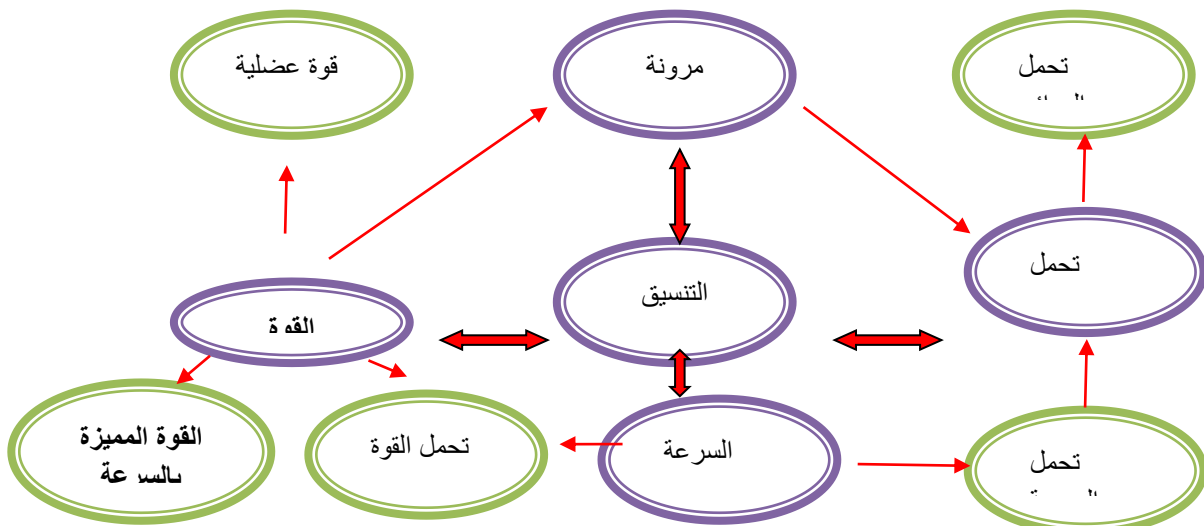 قوة عضلية
مرونة
تحمل
تحمل
التنسيق
القوة
القوة المميزة
بالسرعة
تحمل القوة
السرعة
تحمل